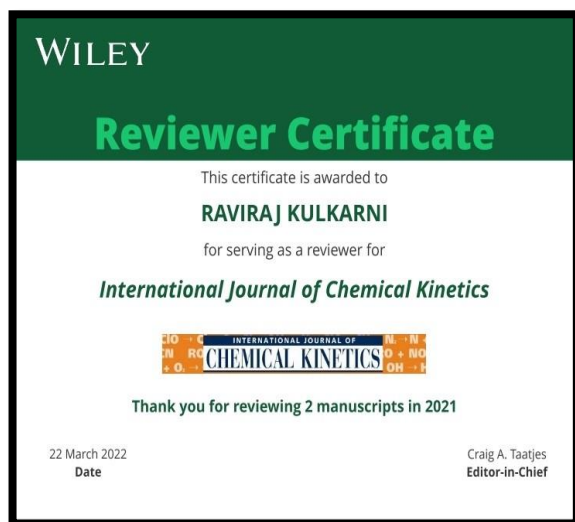 WILEY
Reviewer Certificate
This certificate is awarded to
RAVIRAJ KULKARNI
for serving as a reviewer for
International Journal of Chemical Kinetics
INTERNATIONAL JOURNAL OF
CHEMICAL KINETICS
Thank you for reviewing 2 manuscripts in 2021
22 March 2022
Date
Craig A. Taatjes
Editor-in-Chief